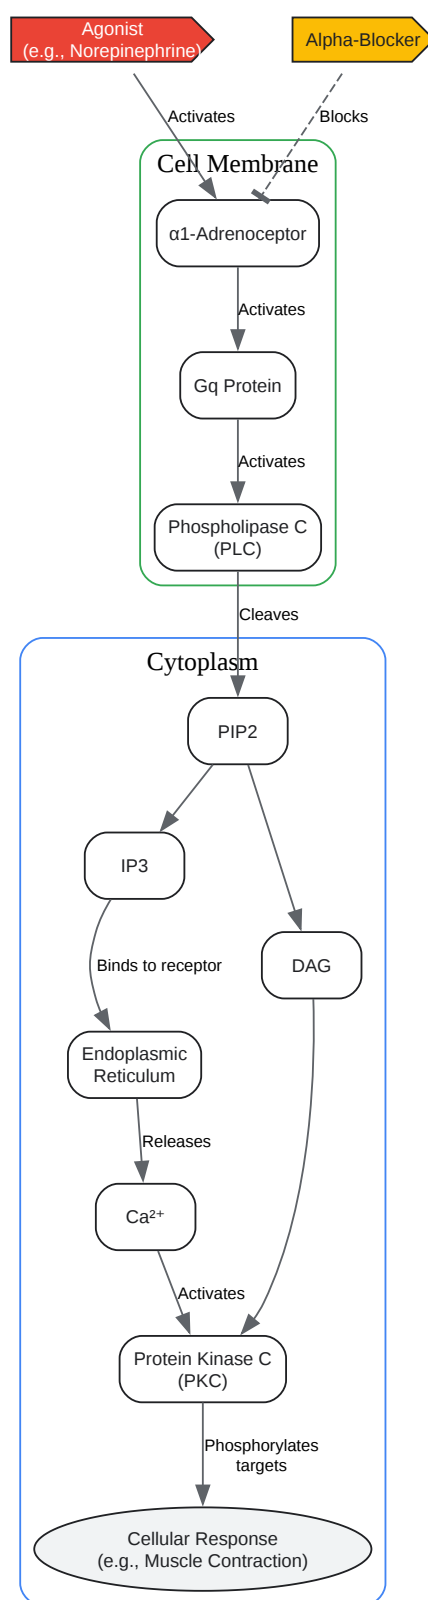 Agonist
(e.g., Norepinephrine)
Alpha-Blocker
Activates
Blocks
Cell Membrane
α1-Adrenoceptor
Activates
Gq Protein
Activates
Phospholipase C
(PLC)
Cleaves
Cytoplasm
PIP2
IP3
DAG
Binds to receptor
Endoplasmic
Reticulum
Releases
Ca²⁺
Activates
Protein Kinase C
(PKC)
Phosphorylates
targets
Cellular Response
(e.g., Muscle Contraction)